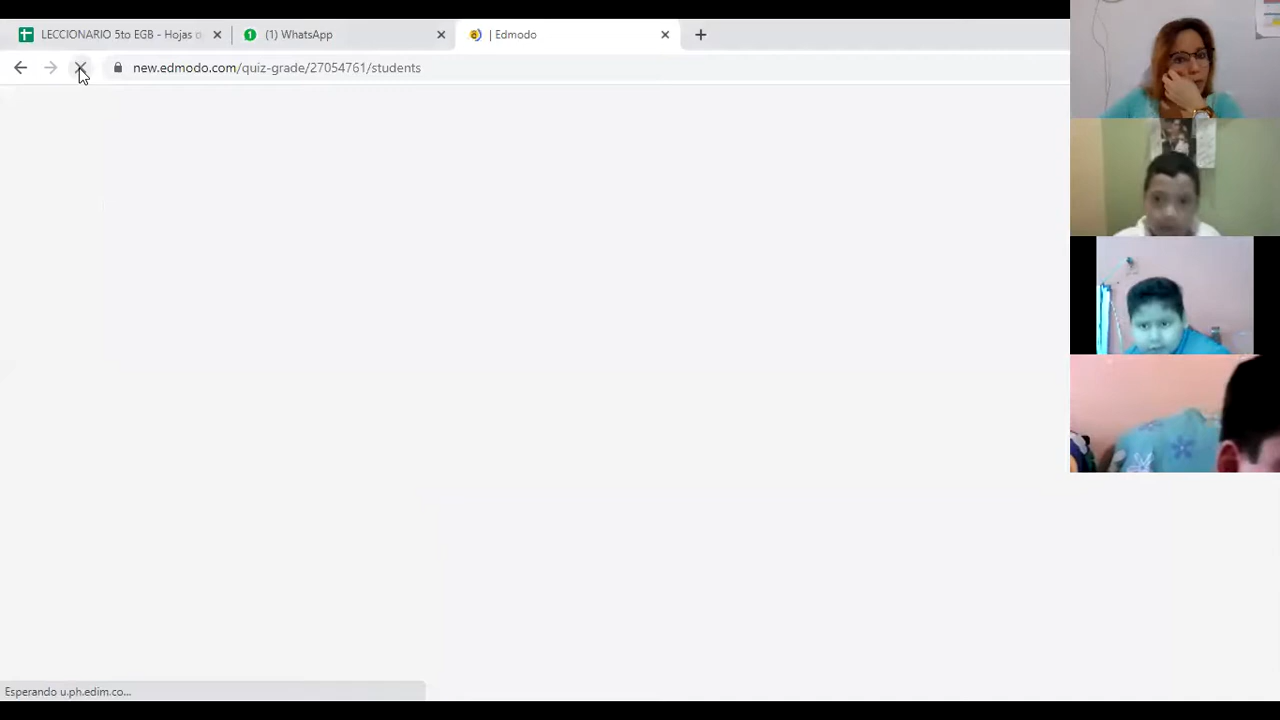 LECCIONARIO 5to EGB - Hojas
(1) WhatsApp
| Edmodo
new.edmodo.com/quiz-grade/27054761/students
Esperando u.ph.edim.co...